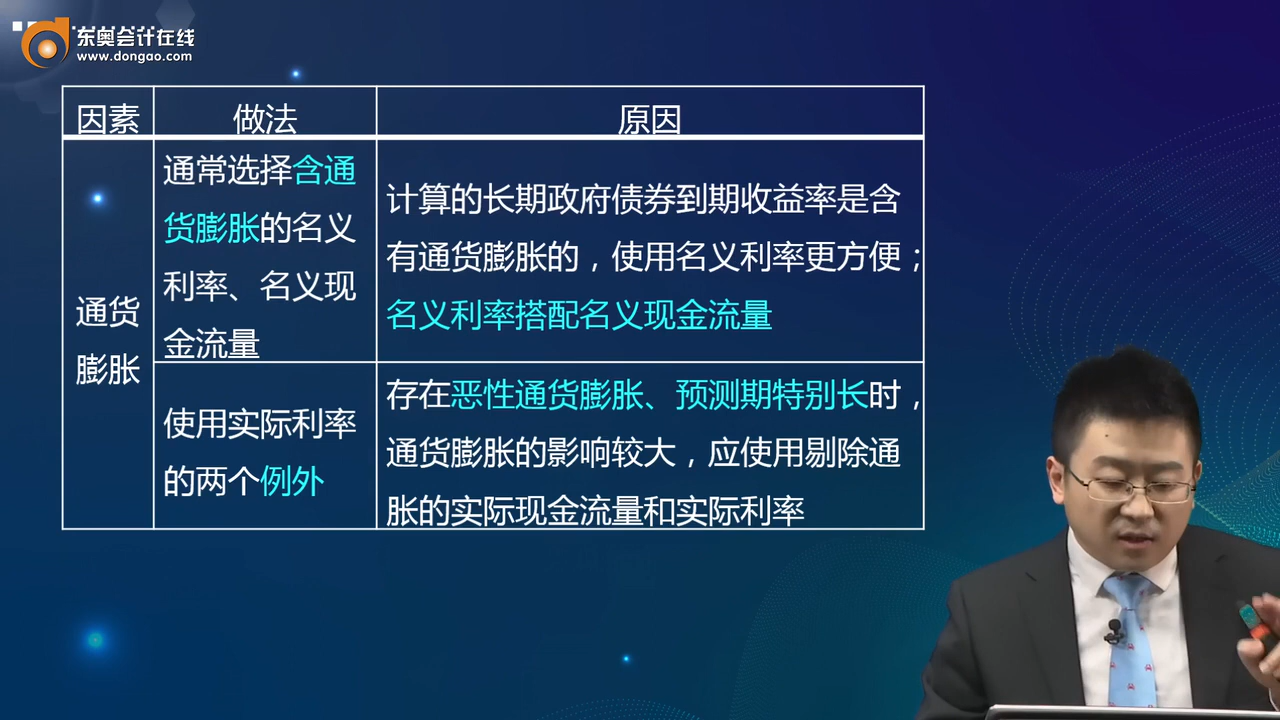 东奥会计在线
www.dongao.com
因素 做法 原因
通货
膨胀
通常选择含通
货膨胀的名义
利率、名义现
金流量
计算的长期政府债券到期收益率是含
有通货膨胀的，使用名义利率更方便；
名义利率搭配名义现金流量
使用实际利率
的两个例外
存在恶性通货膨胀、预测期特别长时，
通货膨胀的影响较大，应使用剔除通
胀的实际现金流量和实际利率